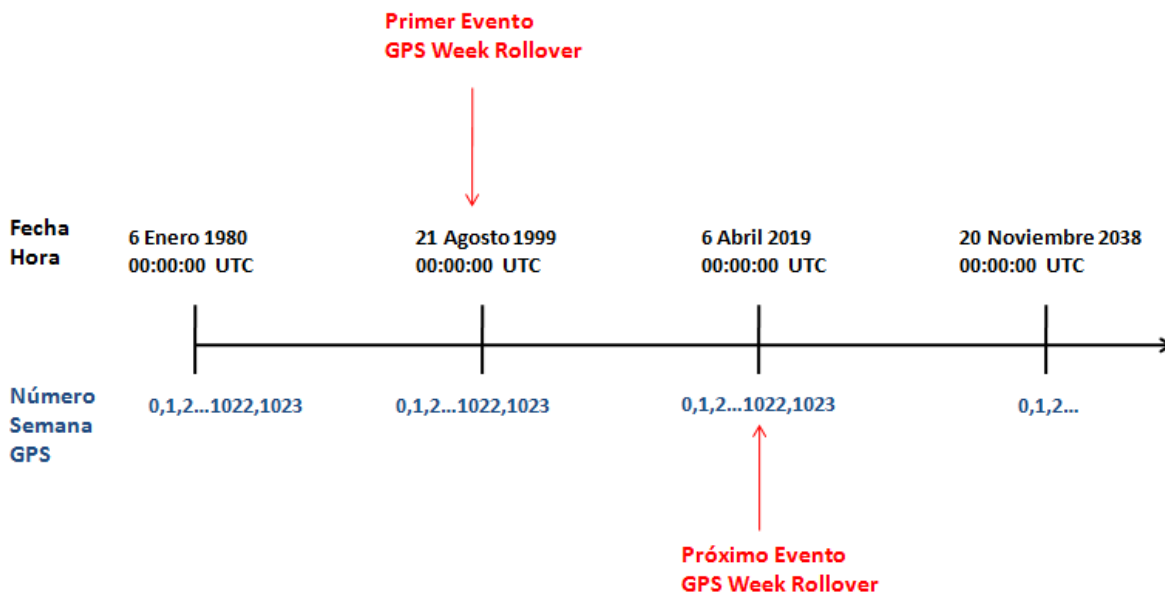 Primer Evento
GPS Week Rollover
Fecha
Hora
6 Enero 1980
00:00:00 UTC
21 Agosto 1999
00:00:00 UTC
6 Abril 2019
00:00:00 UTC
20 Noviembre 2038
00:00:00 UTC
Número
Semana
GPS
0,1,2...1022,1023
0,1,2...1022,1023
0,1,2...1022,1023
0,1,2...
Próximo Evento
GPS Week Rollover